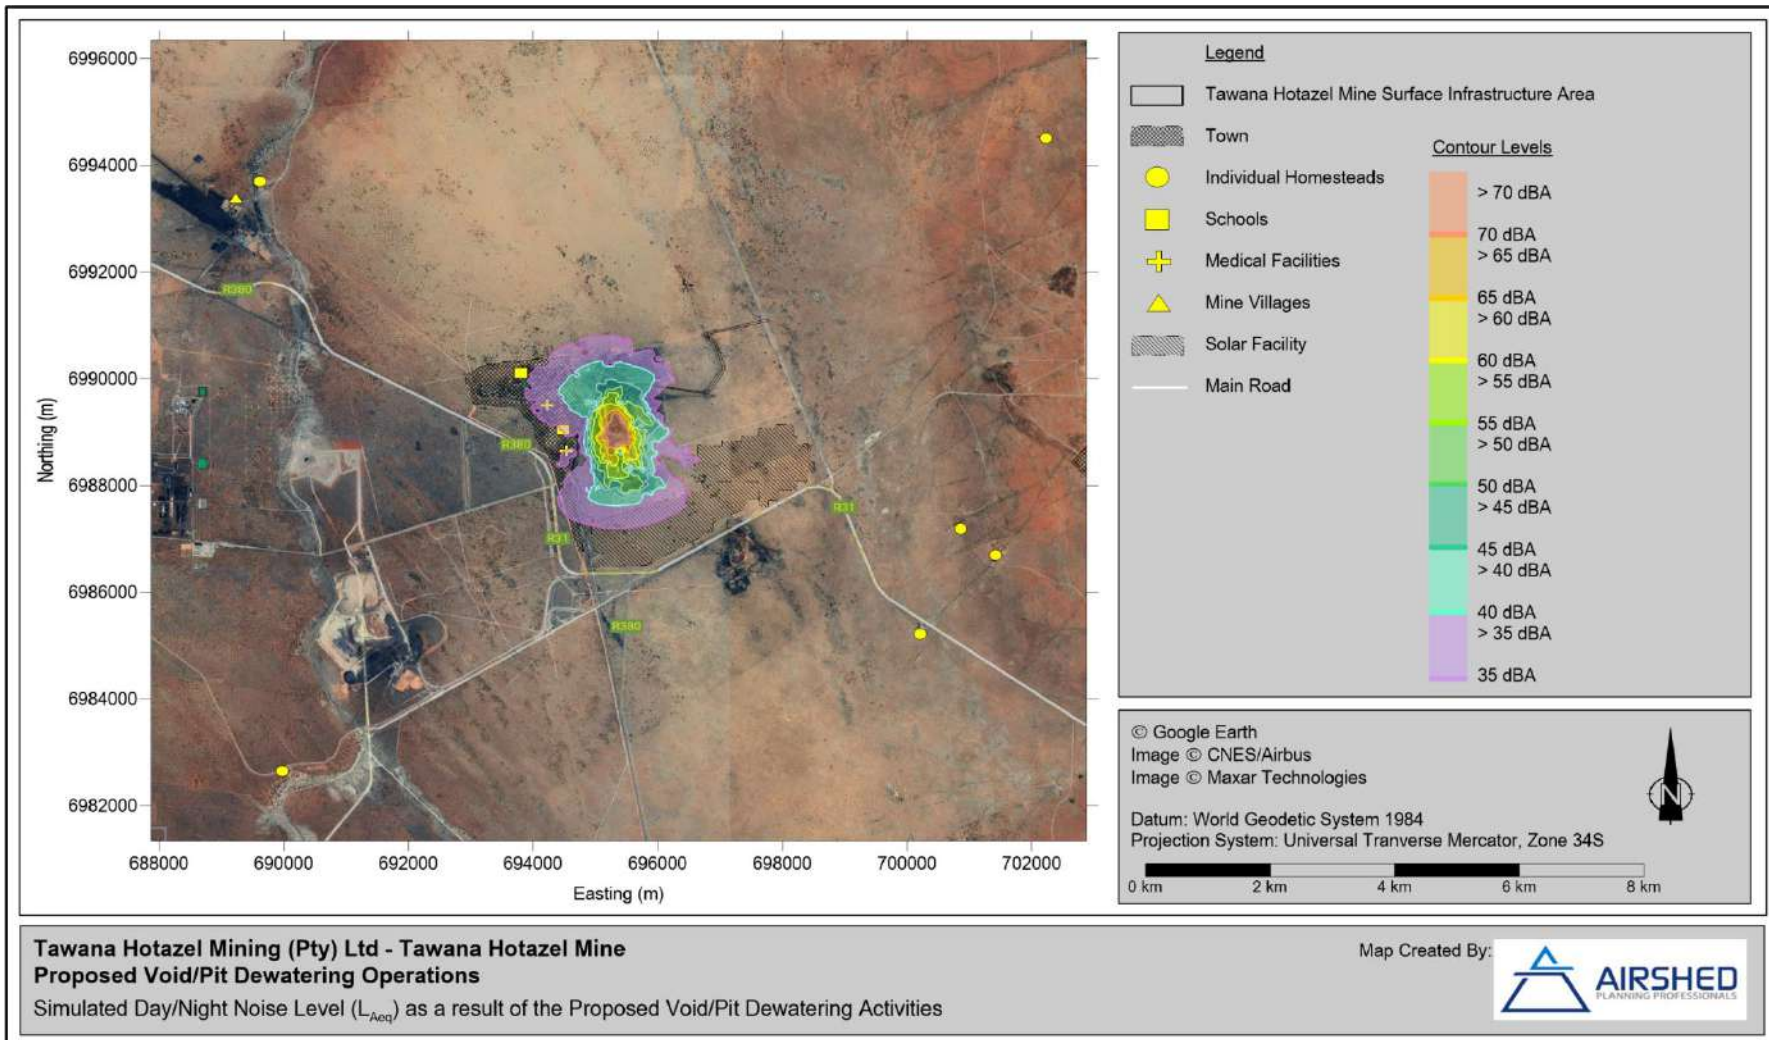 6996000
6994000
6992000
6990000
6988000
6986000
6984000
6982000
Northing (m)
688000
690000
692000
694000
696000
698000
700000
702000
Easting (m)
R380
R380
R31
R31
R380
Legend
Tawana Hotazel Mine Surface Infrastructure Area
Town
Individual Homesteads
Schools
Medical Facilities
Mine Villages
Solar Facility
Main Road
Contour Levels
> 70 dBA
70 dBA
> 65 dBA
65 dBA
> 60 dBA
60 dBA
> 55 dBA
55 dBA
> 50 dBA
50 dBA
> 45 dBA
45 dBA
> 40 dBA
40 dBA
> 35 dBA
35 dBA
© Google Earth
Image © CNES/Airbus
Image © Maxar Technologies
N
Datum: World Geodetic System 1984
Projection System: Universal Tranverse Mercator, Zone 34S
0 km 2 km 4 km 6 km 8 km
Tawana Hotazel Mining (Pty) Ltd - Tawana Hotazel Mine
Proposed Void/Pit Dewatering Operations
Simulated Day/Night Noise Level (LAeq) as a result of the Proposed Void/Pit Dewatering Activities
Map Created By:
AIRSHED
PLANNING PROFESSIONALS